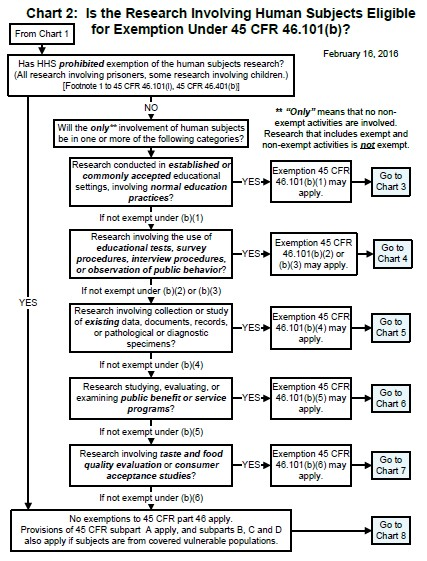 Chart 2:  Is the Research Involving Human Subjects Eligible
for Exemption Under 45 CFR 46.101(b)?
From Chart 1
February 16, 2016
Has HHS prohibited exemption of the human subjects research?
(All research involving prisoners, some research involving children.)
[Footnote 1 to 45 CFR 46.101(I), 45 CFR 46.401(b)]
NO
** "Only" means that no non-
exempt activities are involved.
Research that includes exempt and
non-exempt activities is not exempt.
Will the only** involvement of human subjects
be in one or more of the following categories?
Research conducted in established or
commonly accepted educational
settings, involving normal education
practices?
YES
Exemption 45 CFR
46.101(b)(1) may
apply.
Go to
Chart 3
If not exempt under (b)(1)
Research involving the use of
educational tests, survey
procedures, interview procedures,
or observation of public behavior?
YES
Exemption 45 CFR
46.101(b)(2) or
(b)(3) may apply.
Go to
Chart 4
If not exempt under (b)(2) or (b)(3)
YES
Research involving collection or study
of existing data, documents, records,
or pathological or diagnostic
specimens?
YES
Exemption 45 CFR
46.101(b)(4) may
apply.
Go to
Chart 5
If not exempt under (b)(4)
Research studying, evaluating, or
examining public benefit or service
programs?
YES
Exemption 45 CFR
46.101(b)(5) may
apply.
Go to
Chart 6
If not exempt under (b)(5)
Research involving taste and food
quality evaluation or consumer
acceptance studies?
YES
Exemption 45 CFR
46.101(b)(6) may
apply.
Go to
Chart 7
If not exempt under (b)(6)
No exemptions to 45 CFR part 46 apply.
Provisions of 45 CFR subpart A apply, and subparts B, C and D
also apply if subjects are from covered vulnerable populations.
Go to
Chart 8